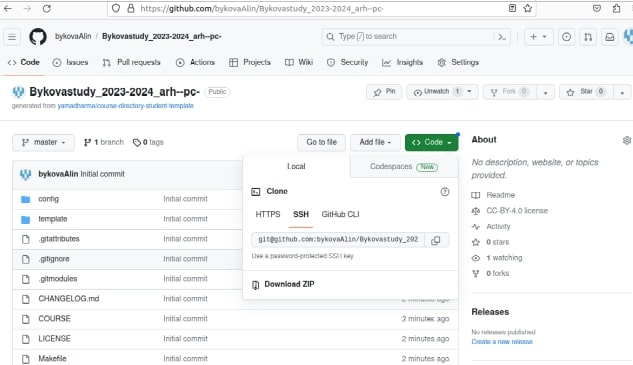 https://github.com/bykovaAlin/Bykovastudy_2023-2024_arh--pc-
bykovaAlin / Bykovastudy_2023-2024_arh--pc-
Type / to search
Code Issues Pull requests Actions Projects Wiki Security Insights Settings
Bykovastudy_2023-2024_arh--pc- Public
Pin Unwatch 1 Fork 0 Star 0
generated from yamadharma/course-directory-student-template
master 1 branch 0 tags Go to file Add file Code
About
No description, website, or topics provided.
Local Codespaces New
bykovaAlin Initial commit
Clone
config Initial commit
Readme
template Initial commit
HTTPS SSH GitHub CLI
CC-BY-4.0 license
.gitattributes Initial commit
Activity
git@github.com:bykovaAlin/Bykovastudy_202
0 stars
.gitignore Initial commit
Use a password-protected SSH key.
1 watching
.gitmodules Initial commit
0 forks
Download ZIP
CHANGELOG.md Initial commit 2 minutes ago
Releases
COURSE Initial commit 2 minutes ago
No releases published
LICENSE Initial commit 2 minutes ago
Create a new release
Makefile Initial commit 2 minutes ago